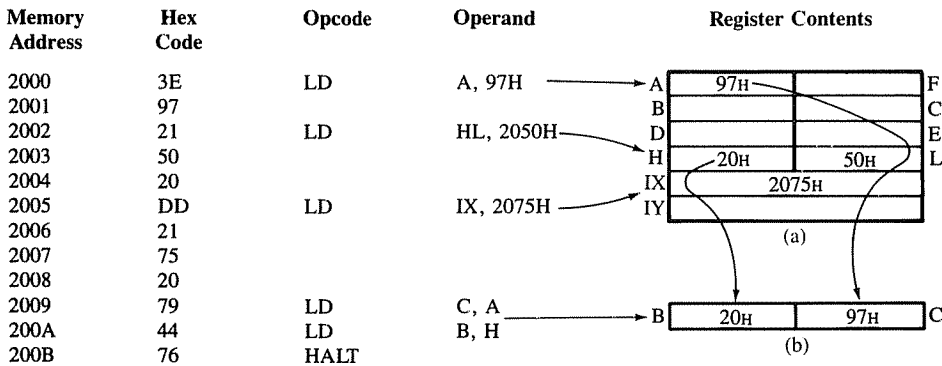 Memory Address Hex Code Opcode Operand Register Contents
2000 3E LD A, 97H A 97H F
2001 97 B C
2002 21 LD HL, 2050H D E
2003 50 H 20H 50H L
2004 20 IX 2075H
2005 DD LD IX, 2075H IY
2006 21 (a)
2007 75
2008 20
2009 79 LD C, A B 20H 97H C
200A 44 LD B, H (b)
200B 76 HALT